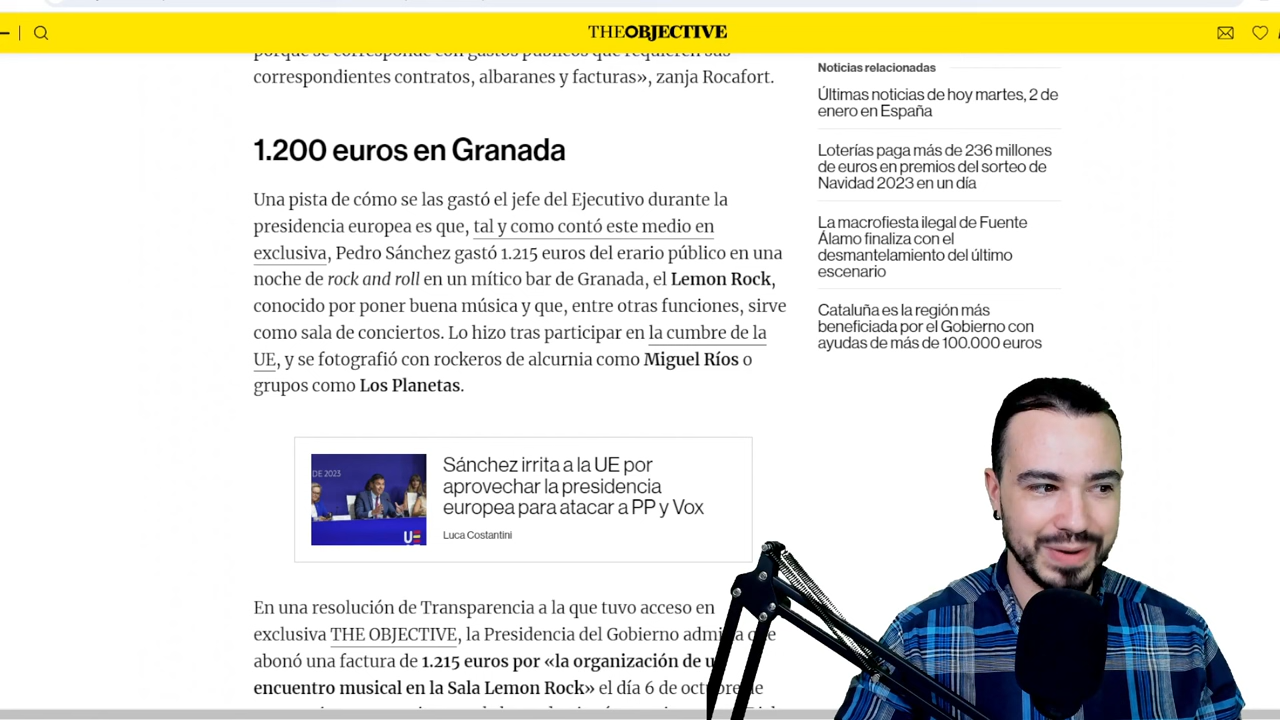 THEOBJECTIVE
porque se corresponde con gastos públicos que requieren sus
correspondientes contratos, albaranes y facturas», zanja Rocafort.
1.200 euros en Granada
Una pista de cómo se las gastó el jefe del Ejecutivo durante la
presidencia europea es que, tal y como contó este medio en
exclusiva, Pedro Sánchez gastó 1.215 euros del erario público en una
noche de rock and roll en un mítico bar de Granada, el Lemon Rock,
conocido por poner buena música y que, entre otras funciones, sirve
como sala de conciertos. Lo hizo tras participar en la cumbre de la
UE, y se fotografió con rockeros de alcurnia como Miguel Ríos o
grupos como Los Planetas.
DE 2023
Sánchez irrita a la UE por
aprovechar la presidencia
europea para atacar a PP y Vox
Luca Costantini
En una resolución de Transparencia a la que tuvo acceso en
exclusiva THE OBJECTIVE, la Presidencia del Gobierno
abonó una factura de 1.215 euros por «la organización de
encuentro musical en la Sala Lemon Rock» el día 6 de
Noticias relacionadas
Últimas noticias de hoy martes, 2 de
enero en España
Loterías paga más de 236 millones
de euros en premios del sorteo de
Navidad 2023 en un día
La macrofiesta ilegal de Fuente
Álamo finaliza con el
desmantelamiento del último
escenario
Cataluña es la región más
beneficiada por el Gobierno con
ayudas de más de 100.000 euros